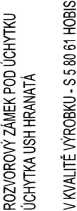 ROZVOROVÝ ZÁMEK POD ÚCHYTKU
ÚCHYTKA USH HRANATÁ
V KVALITĚ VÝROBKU - S 5 80 61 HOBIS